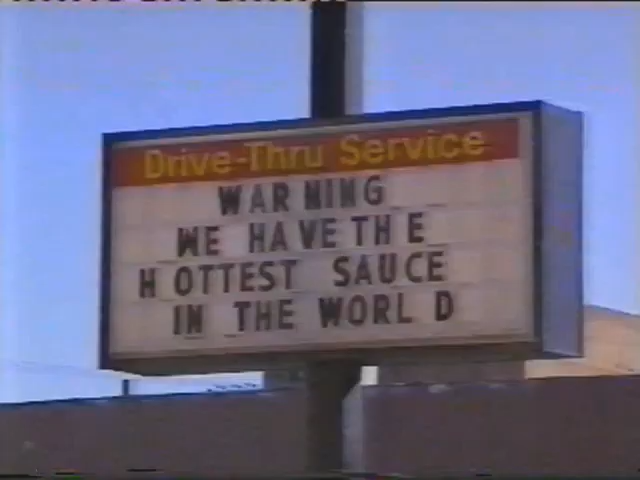 Drive-Thru Service
WARNING
WE HAVE THE
HOTTEST SAUCE
IN THE WORLD